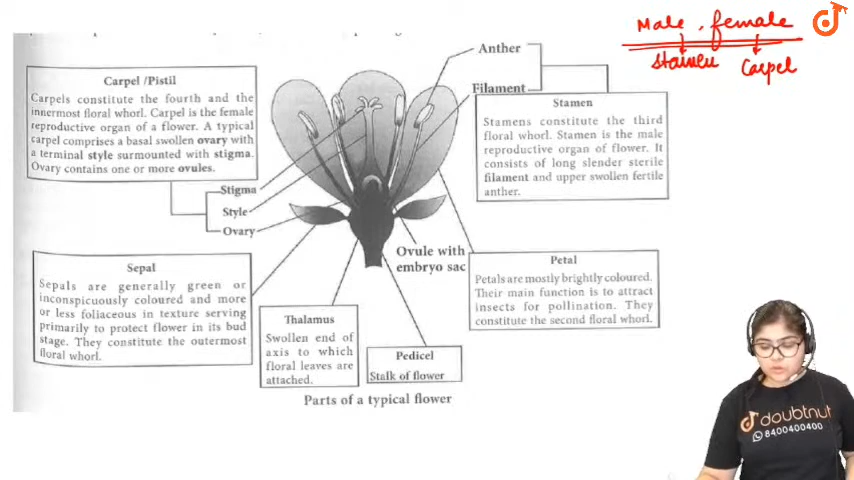 Male, female
stamen
Carpel
Anther
Filament
Carpel /Pistil
Carpels constitute the fourth and the
innermost floral whorl. Carpel is the female
reproductive organ of a flower. A typical
carpel comprises a basal swollen ovary with
a terminal style surmounted with stigma.
Ovary contains one or more ovules.
Stamen
Stamens constitute the third
floral whorl. Stamen is the male
reproductive organ of flower. It
consists of long slender sterile
filament and upper swollen fertile
anther.
Stigma
Style
Ovary
Ovule with
embryo sac
Sepal
Sepals are generally green or
inconspicuously coloured and more
or less foliaceous in texture serving
primarily to protect flower in its bud
stage. They constitute the outermost
floral whorl.
Petal
Petals are mostly brightly coloured.
Their main function is to attract
insects for pollination. They
constitute the second floral whorl.
Thalamus
Swollen end of
axis to which
floral leaves are
attached.
Pedicel
Stalk of flower
Parts of a typical flower
doubtnut
8400400400